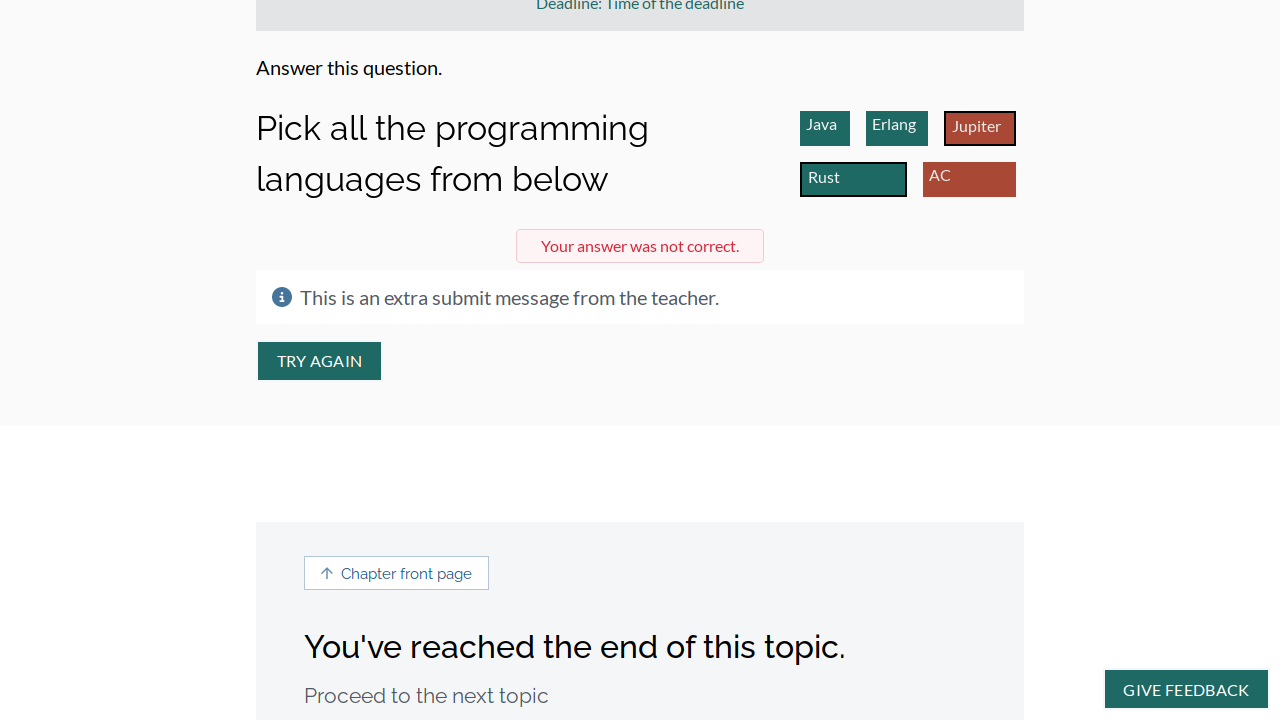 Deadline: Time of the deadline
Answer this question.
Pick all the programming
languages from below
Java
Erlang
Jupiter
Rust
AC
Your answer was not correct.
This is an extra submit message from the teacher.
TRY AGAIN
Chapter front page
You've reached the end of this topic.
Proceed to the next topic
GIVE FEEDBACK